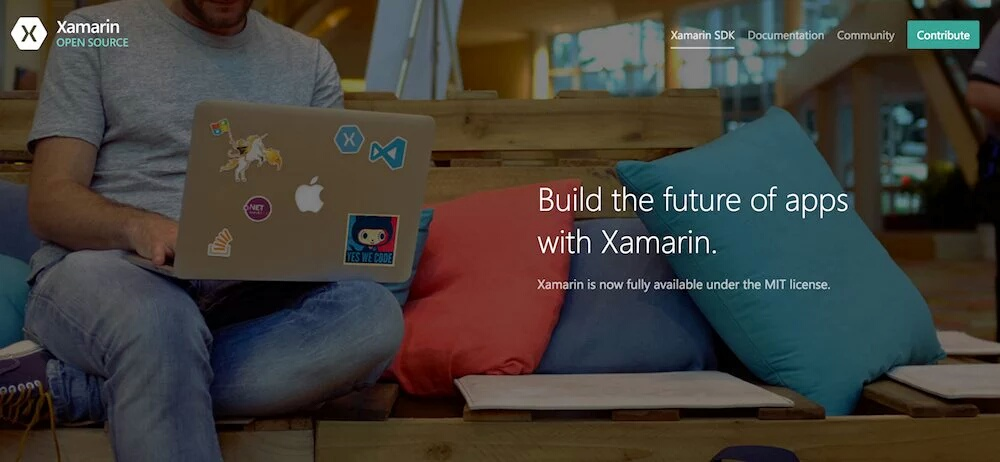 Xamarin
OPEN SOURCE
Xamarin SDK
Documentation
Community
Contribute
.NET
YES WE CODE
Build the future of apps
with Xamarin.
Xamarin is now fully available under the MIT license.